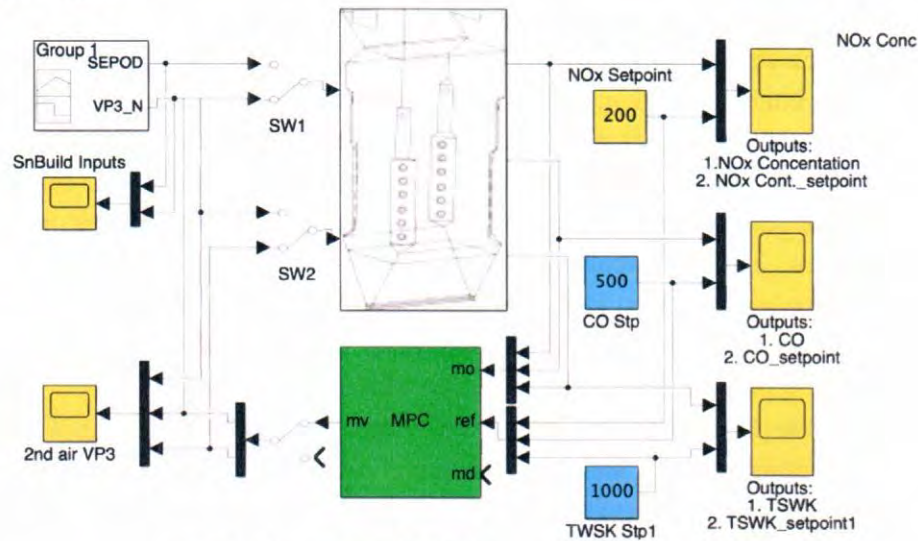 Group 1
SEPOD
VP3_N
SnBuild Inputs
SW1
SW2
NOx Setpoint
200
NOx Conc
Outputs:
1.NOx Concentation
2. NOx Cont._setpoint
500
CO Stp
Outputs:
1. CO
2. CO_setpoint
2nd air VP3
mv
MPC
mo
ref
md
1000
TWSK Stp1
Outputs:
1. TSWK
2. TSWK_setpoint1